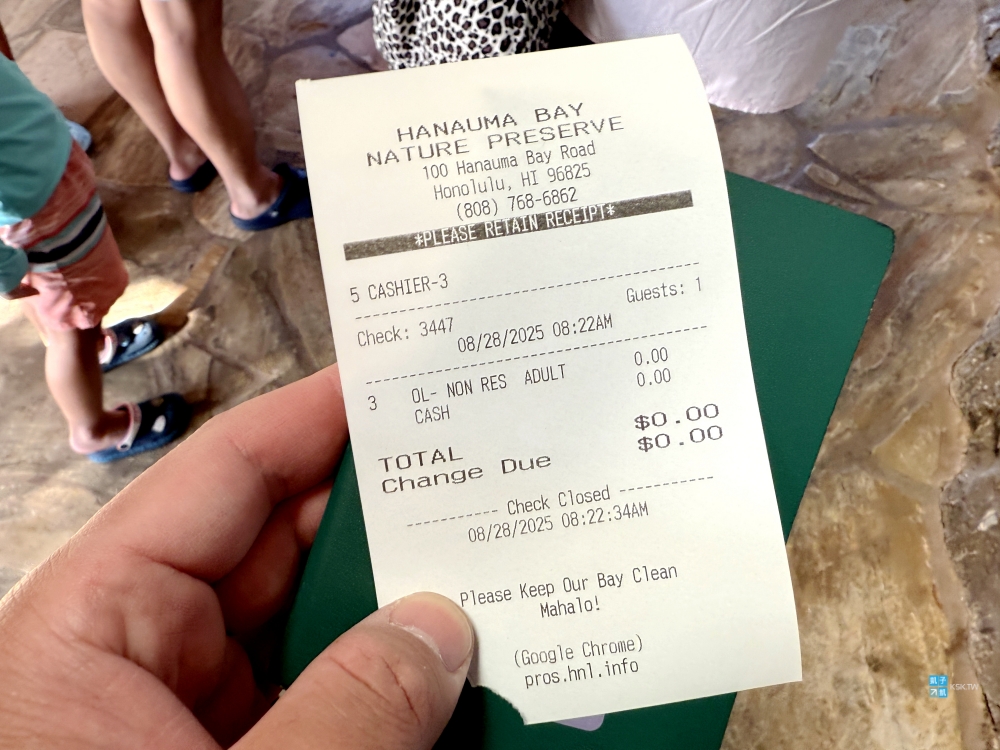 HANAUMA BAY
NATURE PRESERVE
100 Hanauma Bay Road
Honolulu, HI 96825
(808) 768-6862
*PLEASE RETAIN RECEIPT*
5 CASHIER-3
Check: 3447 Guests: 1
08/28/2025 08:22AM
3 OL- NON RES ADULT 0.00
CASH 0.00
TOTAL $0.00
Change Due $0.00
---------- Check Closed ----------
08/28/2025 08:22:34AM
Please Keep Our Bay Clean
Mahalo!
(Google Chrome)
pros.hnl.info
KSK.TW